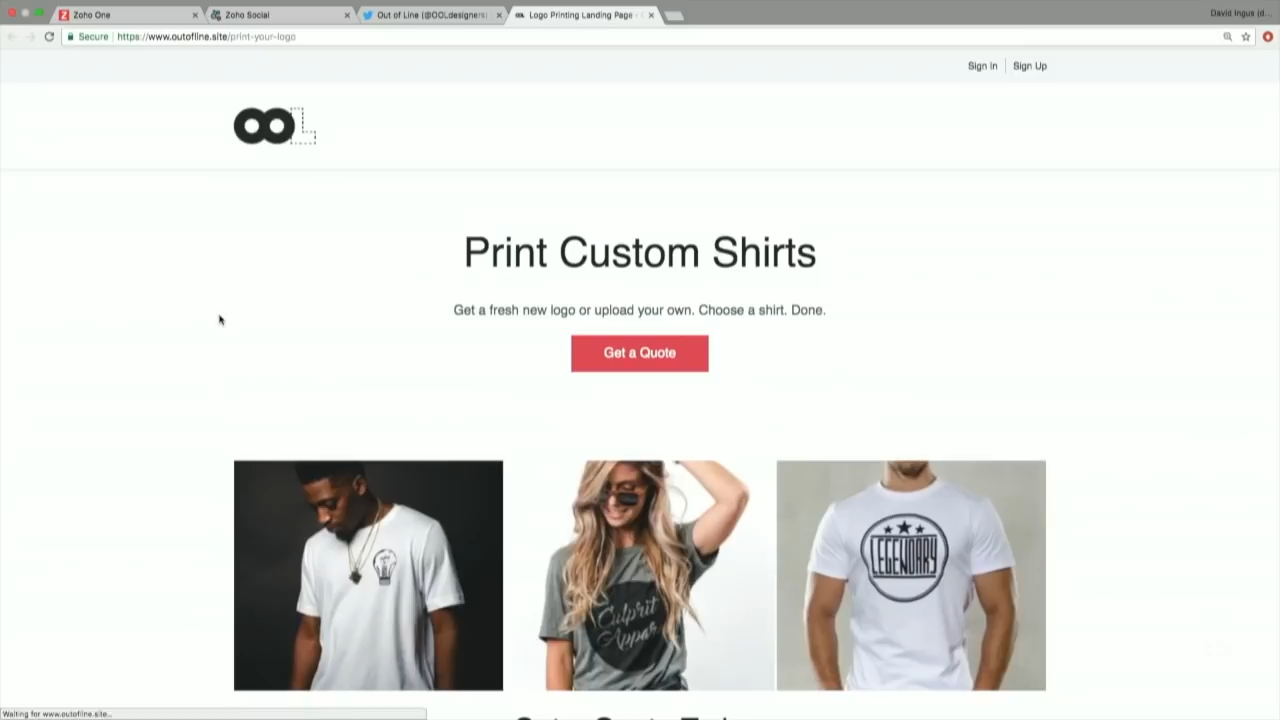 Zoho One
Zoho Social
Out of Line (@OOLdesigners)
Logo Printing Landing Page -
David Ingus (d...
Secure
https://www.outofline.site/print-your-logo
Sign In
Sign Up
OOL
Print Custom Shirts
Get a fresh new logo or upload your own. Choose a shirt. Done.
Get a Quote
Culprit
LEGENDARY
Waiting for www.outofline.site...